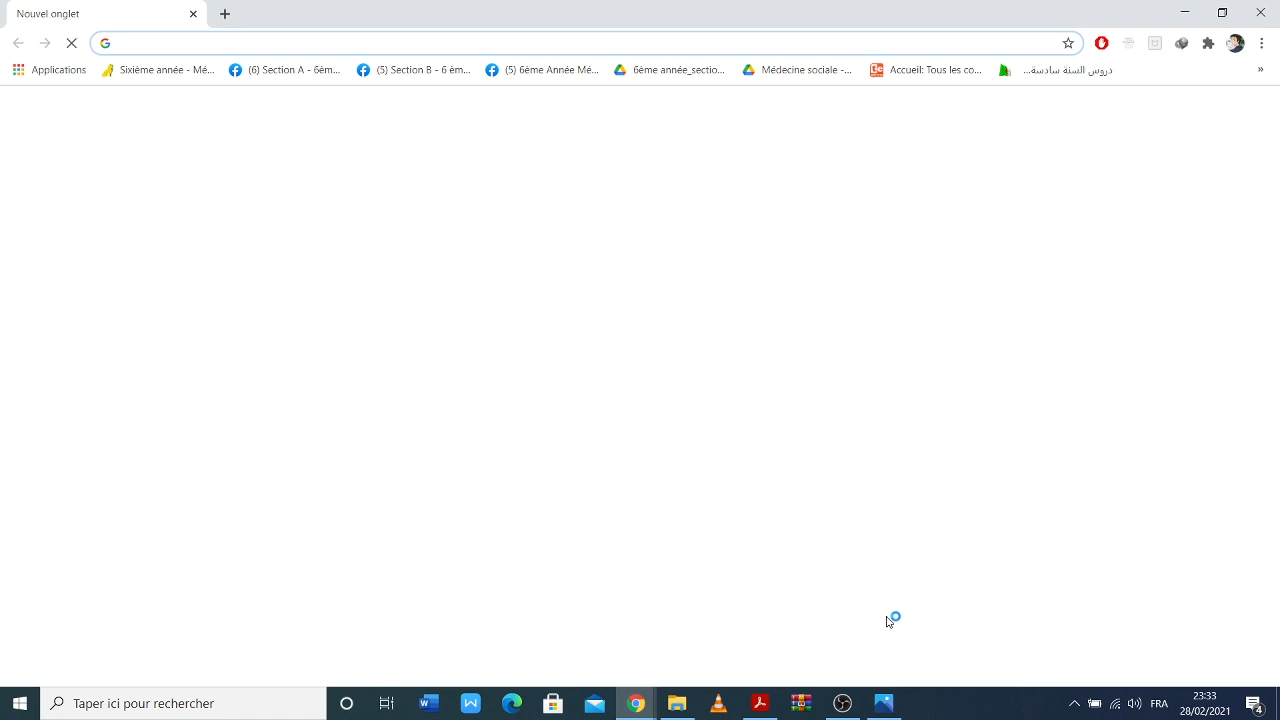 Nouvel onglet
Applications
Sixième année - Mé...
(6) Section A - 6èm...
(5) Section B - 6 èm...
(5) 6ème Année Mé...
6ème année_sectio...
Médecine sociale -...
Accueil: Tous les co...
دروس السنة سادسة...
»
Taper ici pour rechercher
FRA
23:33
28/02/2021
4